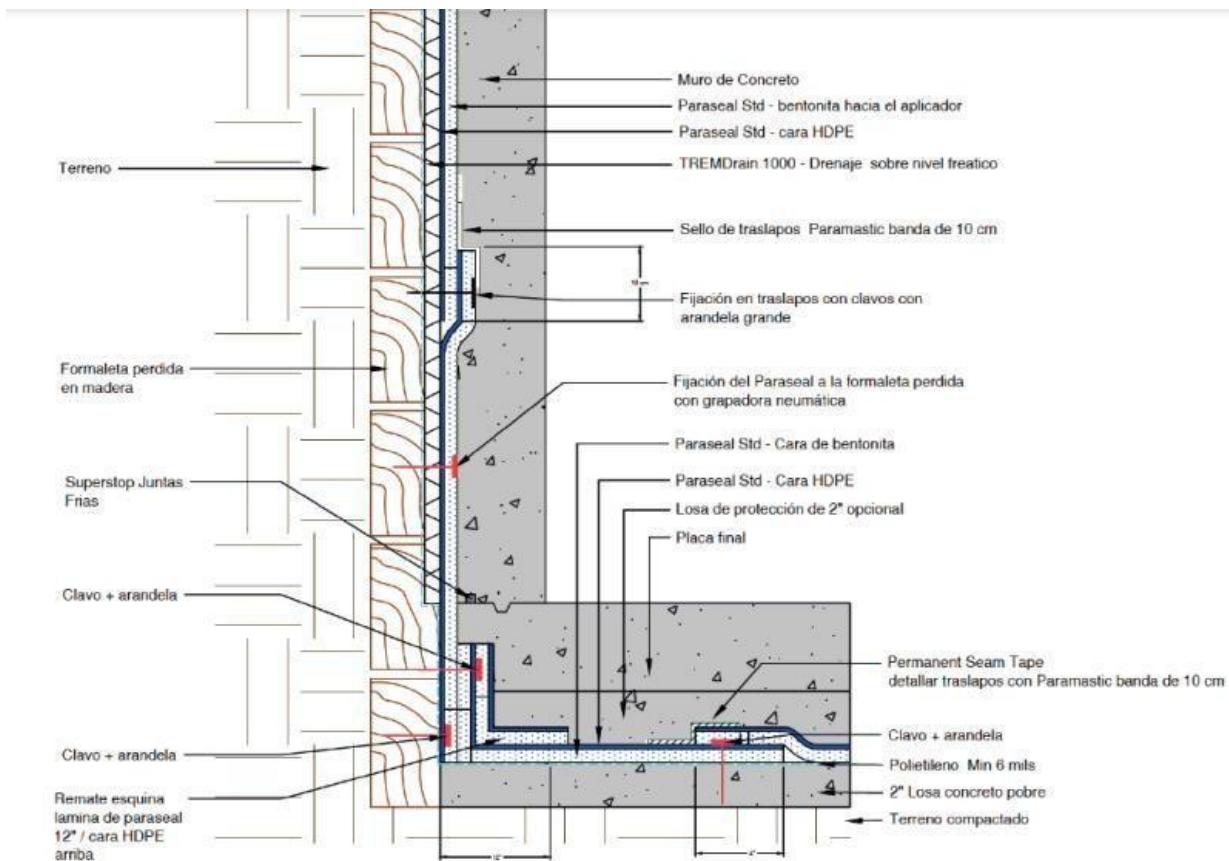 Muro de Concreto
Paraseal Std - bentonita hacia el aplicador
Paraseal Std - cara HDPE
TREMDrain 1000 - Drenaje sobre nivel freatico
Terreno
Sello de traslapos Paramastic banda de 10 cm
Fijación en traslapos con clavos con
arandela grande
Formaleta perdida
en madera
Fijación del Paraseal a la formaleta perdida
con grapadora neumática
Paraseal Std - Cara de bentonita
Superstop Juntas
Frias
Paraseal Std - Cara HDPE
Losa de protección de 2" opcional
Placa final
Clavo + arandela
Permanent Seam Tape
detallar traslapos con Paramastic banda de 10 cm
Clavo + arandela
Clavo + arandela
Polietileno Min 6 mils
2" Losa concreto pobre
Terreno compactado
Remate esquina
lamina de paraseal
12" / cara HDPE
arriba